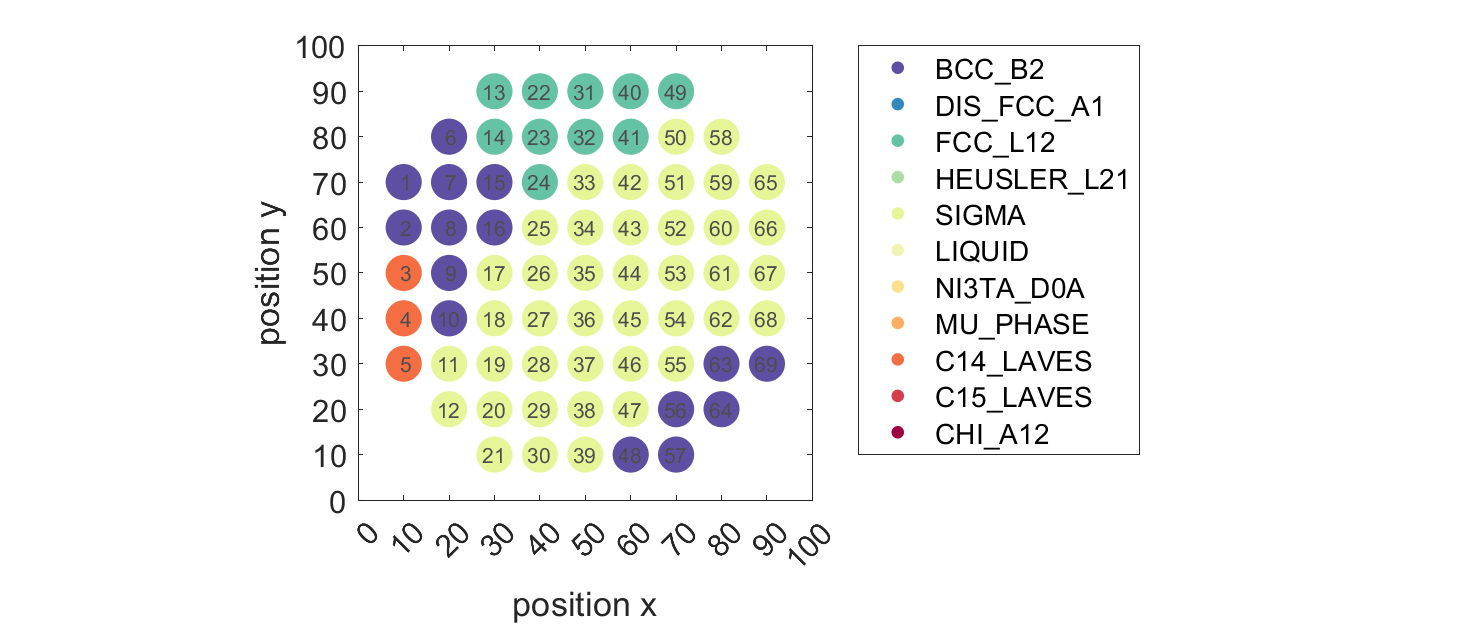 100
90
80
70
60
50
40
30
20
10
0
position y
13 22 31 40 49
6 14 23 32 41 50 58
1 7 15 24 33 42 51 59 65
2 8 16 25 34 43 52 60 66
3 9 17 26 35 44 53 61 67
4 10 18 27 36 45 54 62 68
5 11 19 28 37 46 55 63 69
12 20 29 38 47 56 64
21 30 39 48 57
0 10 20 30 40 50 60 70 80 90 100
position x
BCC_B2
DIS_FCC_A1
FCC_L12
HEUSLER_L21
SIGMA
LIQUID
NI3TA_D0A
MU_PHASE
C14_LAVES
C15_LAVES
CHI_A12